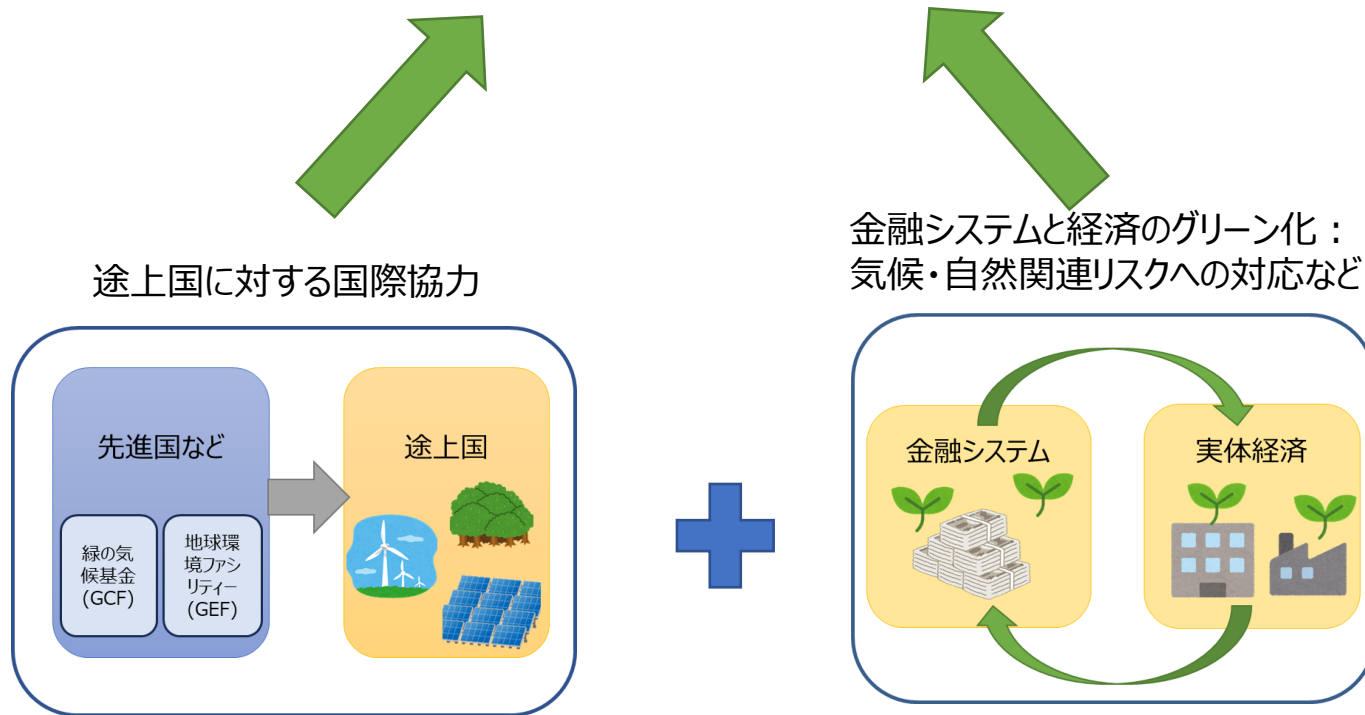 途上国に対する国際協力
金融システムと経済のグリーン化：
気候・自然関連リスクへの対応など
先進国など
途上国
緑の気
候基金
(GCF)
地球環
境ファシ
リティー
(GEF)
金融システム
実体経済